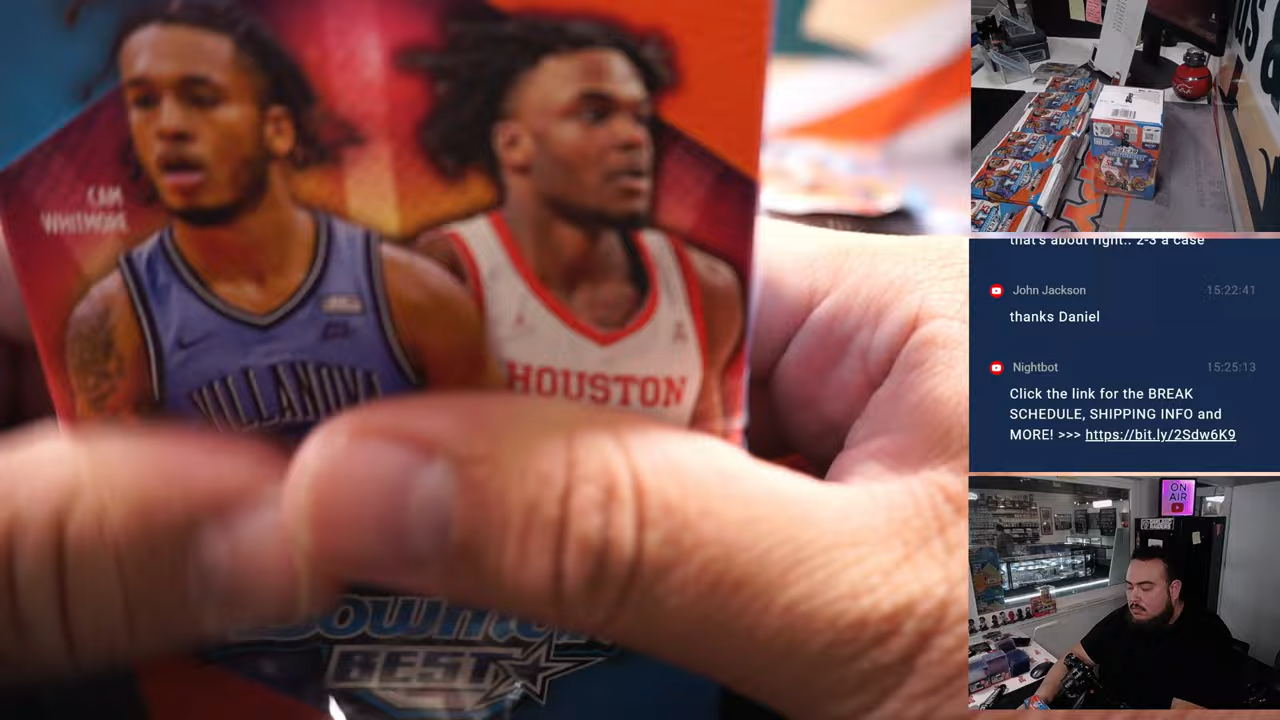 CAM
WHITMORE
VILLANOVA
HOUSTON
Bowman
BEST
that's about right.. 2-3 a case
John Jackson 15:22:41
thanks Daniel
Nightbot 15:25:13
Click the link for the BREAK
SCHEDULE, SHIPPING INFO and
MORE! >>> https://bit.ly/2Sdw6K9
ON
AIR